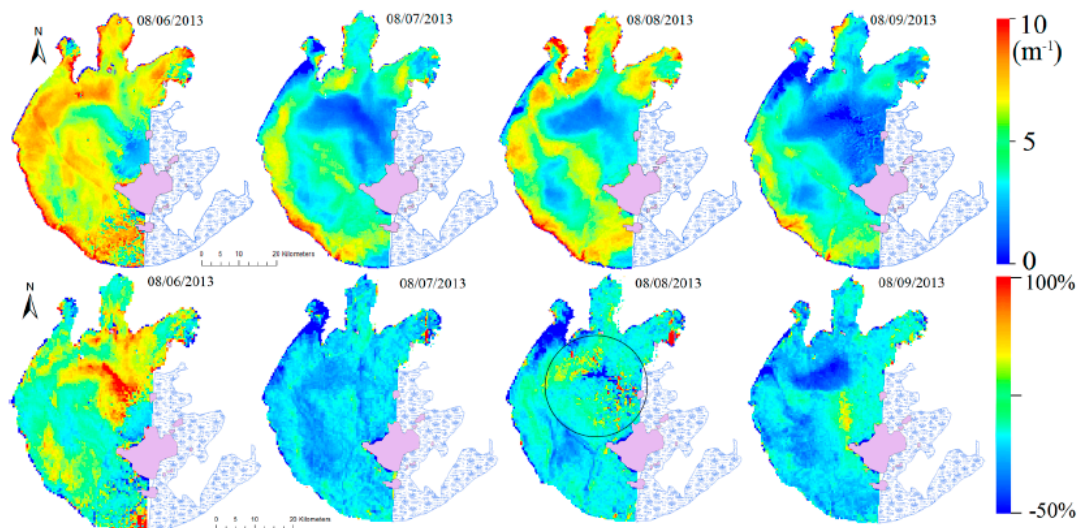 08/06/2013 08/07/2013 08/08/2013 08/09/2013 10
N (m⁻¹)
5
0
0 5 10 20 Kilometers
08/06/2013 08/07/2013 08/08/2013 08/09/2013 100%
N
0 5 10 20 Kilometers -50%